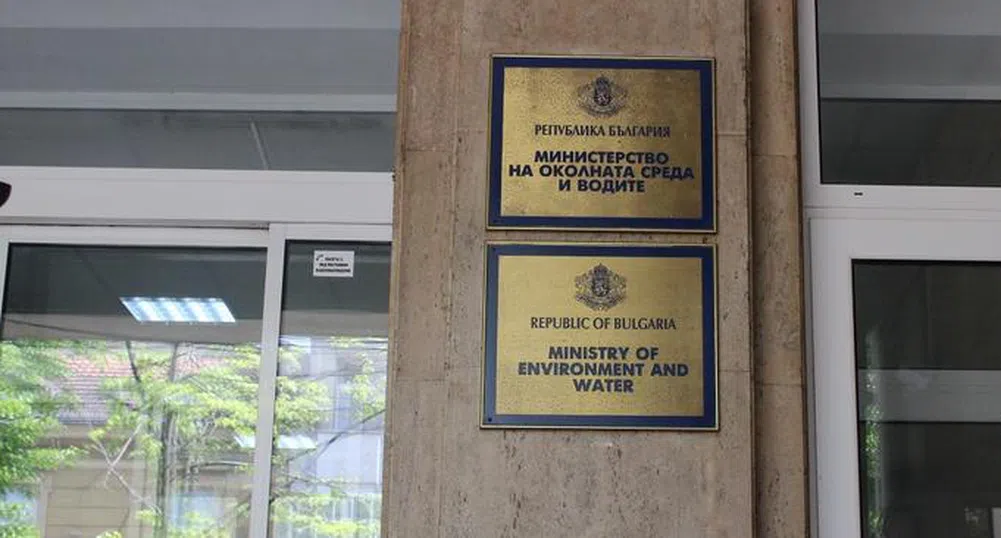 РЕПУБЛИКА БЪЛГАРИЯ
МИНИСТЕРСТВО
НА ОКОЛНАТА СРЕДА
И ВОДИТЕ
REPUBLIC OF BULGARIA
MINISTRY OF
ENVIRONMENT AND
WATER